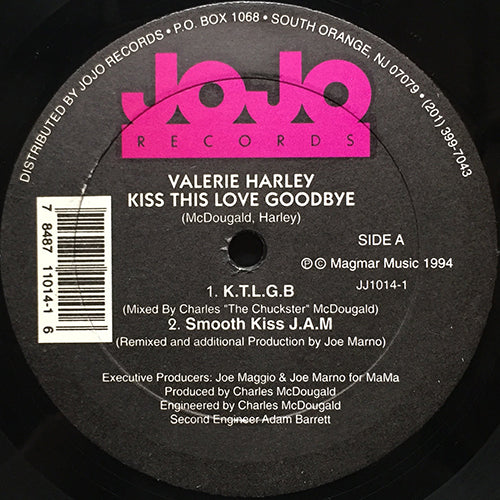 DISTRIBUTED BY JOJO RECORDS • P.O. BOX 1068 • SOUTH ORANGE, NJ 07079 • (201) 399-7043
JOJO
RECORDS
VALERIE HARLEY
KISS THIS LOVE GOODBYE
(McDougald, Harley)
SIDE A
℗ © Magmar Music 1994
JJ1014-1
7 8487 11014-1 6
1. K.T.L.G.B
(Mixed By Charles "The Chuckster" McDougald)
2. Smooth Kiss J.A.M
(Remixed and additional Production by Joe Marno)
Executive Producers: Joe Maggio & Joe Marno for MaMa
Produced by Charles McDougald
Engineered by Charles McDougald
Second Engineer Adam Barrett